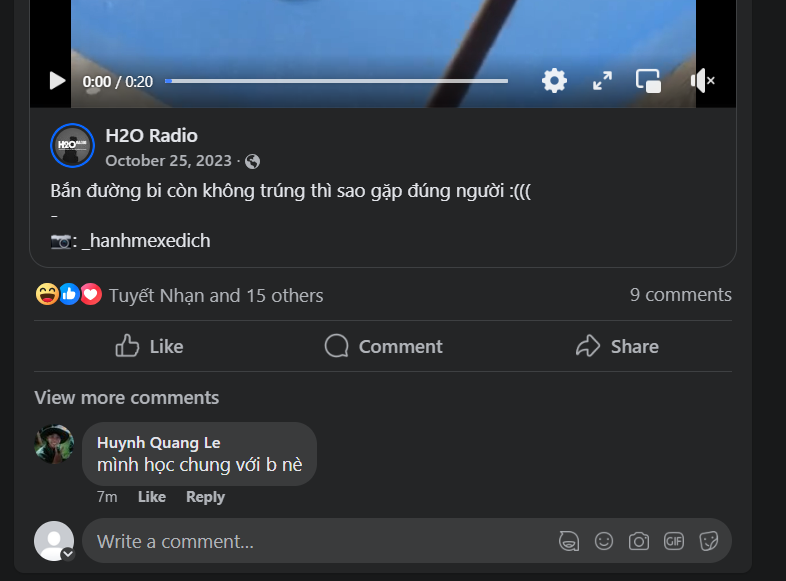 0:00 / 0:20
H2O Radio
October 25, 2023 ·
Bắn đường bi còn không trúng thì sao gặp đúng người :(((
-
📷: _hanhmexedich
Tuyết Nhạn and 15 others
9 comments
Like
Comment
Share
View more comments
Huynh Quang Le
mình học chung với b nè
7m Like Reply
Write a comment...
GIF